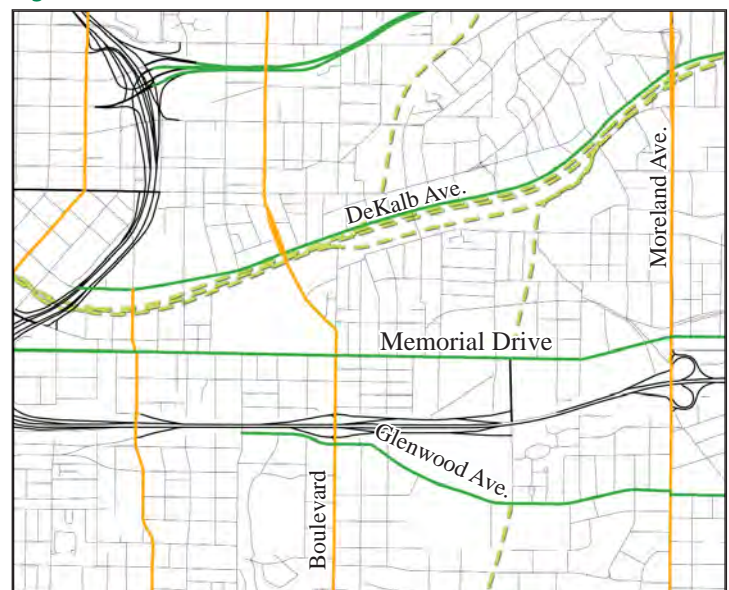 DeKalb Ave.
Moreland Ave.
Memorial Drive
Glenwood Ave.
Boulevard